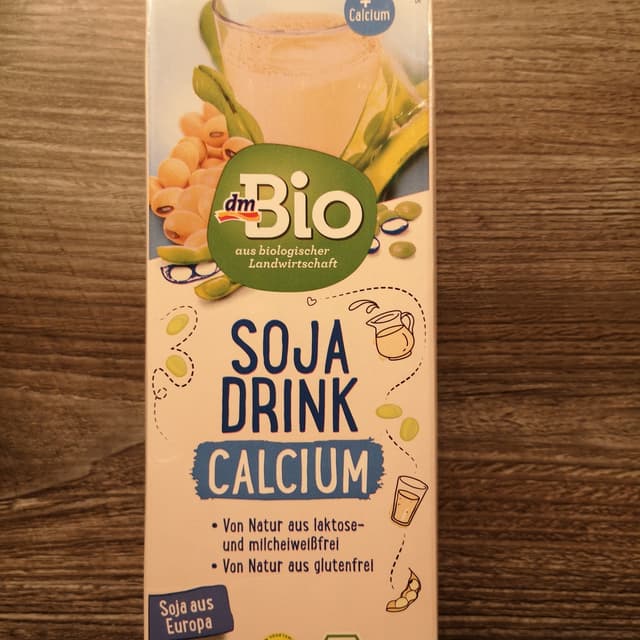 +
Calcium
dm
Bio
aus biologischer
Landwirtschaft
SOJA
DRINK
CALCIUM
• Von Natur aus laktose-
und milcheiweißfrei
• Von Natur aus glutenfrei
Soja aus
Europa